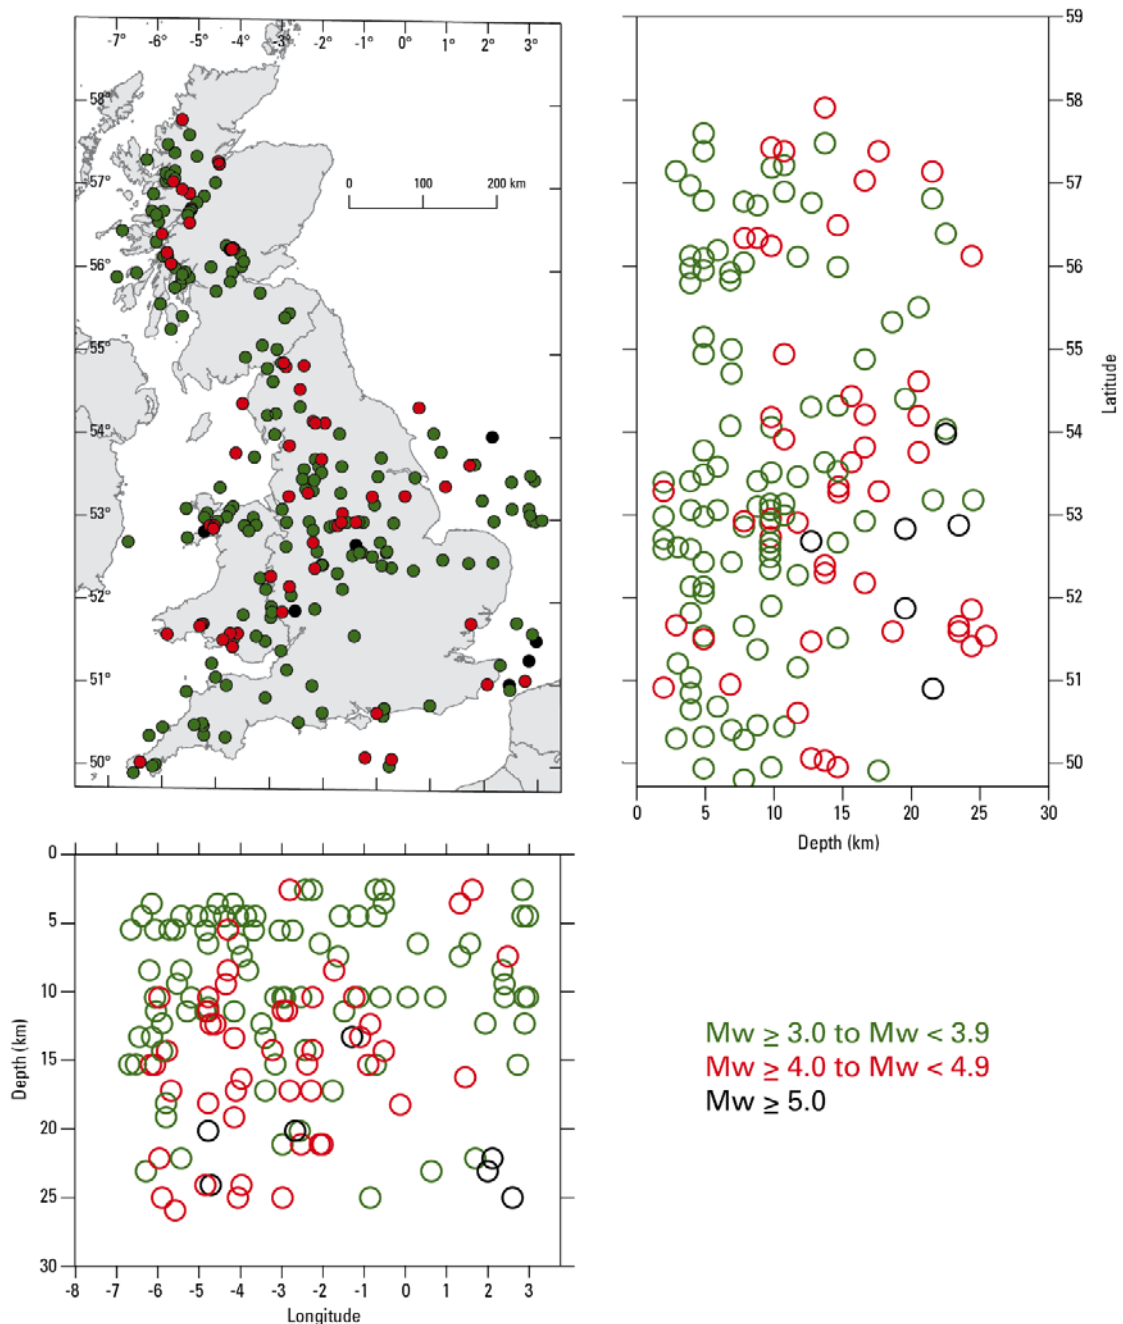 -7° -6° -5° -4° -3° -2° -1° 0° 1° 2° 3°
58°
57°
56°
55°
54°
53°
52°
51°
50°
0 100 200 km
59
58
57
56
55
54
53
52
51
50
Latitude
0 5 10 15 20 25 30
Depth (km)
0
5
10
15
20
25
30
Depth (km)
-8 -7 -6 -5 -4 -3 -2 -1 0 1 2 3
Longitude
Mw ≥ 3.0 to Mw < 3.9
Mw ≥ 4.0 to Mw < 4.9
Mw ≥ 5.0